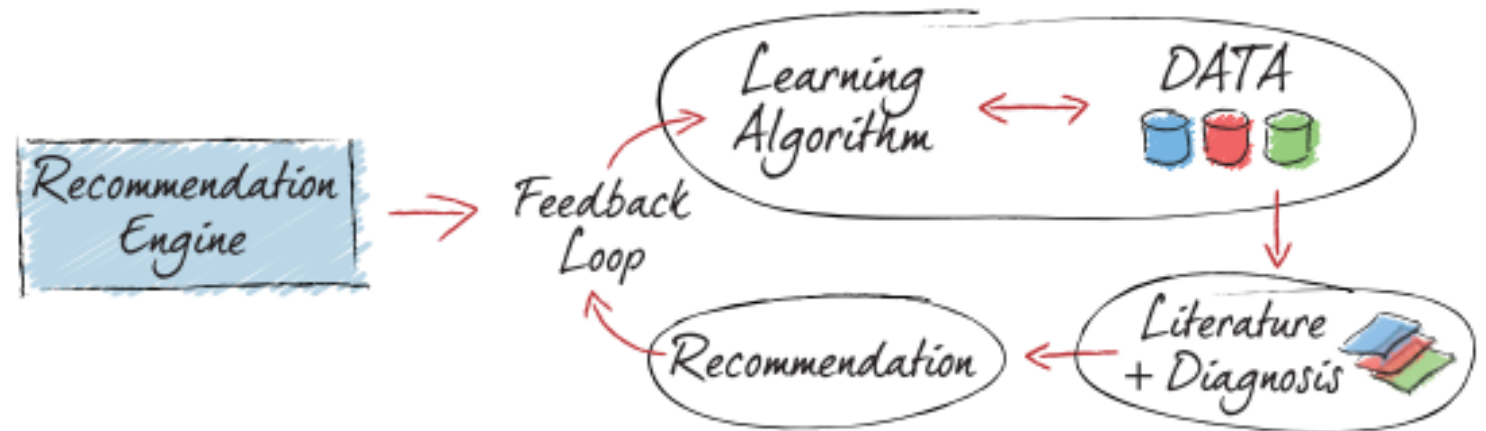 Recommendation
Engine
Feedback
Loop
Learning
Algorithm
DATA
Literature
+ Diagnosis
Recommendation